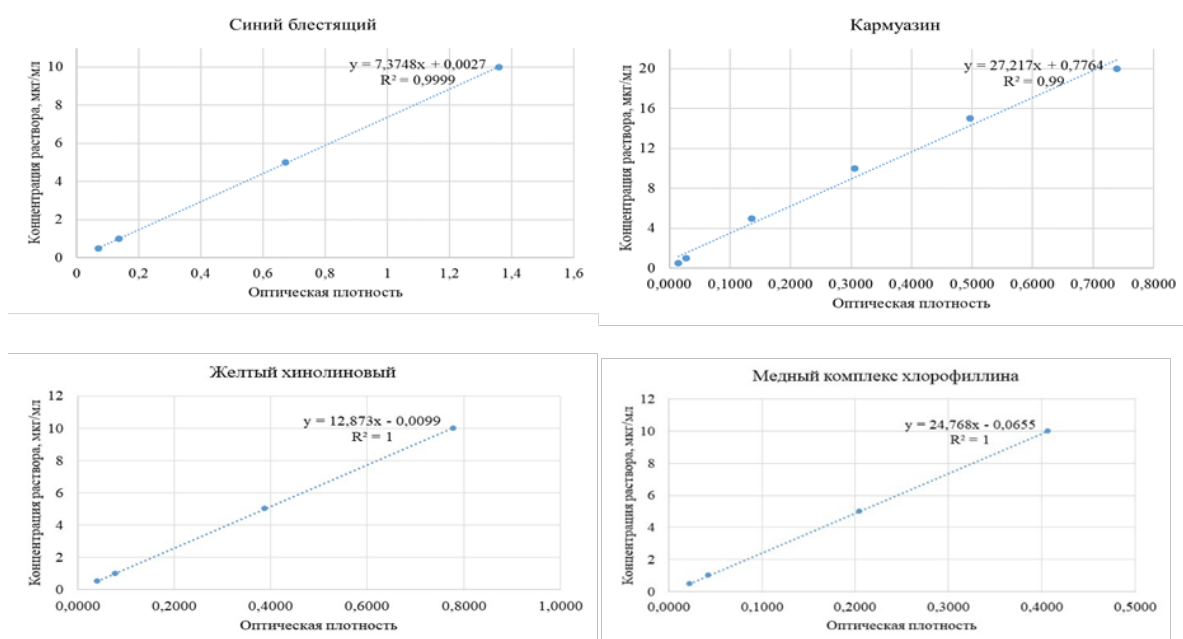 Синий блестящий
Концентрация раствора, мкг/мл
10
8
6
4
2
0
y = 7,3748x + 0,0027
R² = 0,9999
0 0,2 0,4 0,6 0,8 1 1,2 1,4 1,6
Оптическая плотность
Кармуазин
Концентрация раствора, мкг/мл
20
16
12
8
4
0
y = 27,217x + 0,7764
R² = 0,99
0,0000 0,1000 0,2000 0,3000 0,4000 0,5000 0,6000 0,7000 0,8000
Оптическая плотность
Желтый хинолиновый
Концентрация раствора, мкг/мл
12
10
8
6
4
2
0
y = 12,873x - 0,0099
R² = 1
0,0000 0,2000 0,4000 0,6000 0,8000 1,0000
Оптическая плотность
Медный комплекс хлорофиллина
Концентрация раствора, мкг/мл
12
10
8
6
4
2
0
y = 24,768x - 0,0655
R² = 1
0,0000 0,1000 0,2000 0,3000 0,4000 0,5000
Оптическая плотность